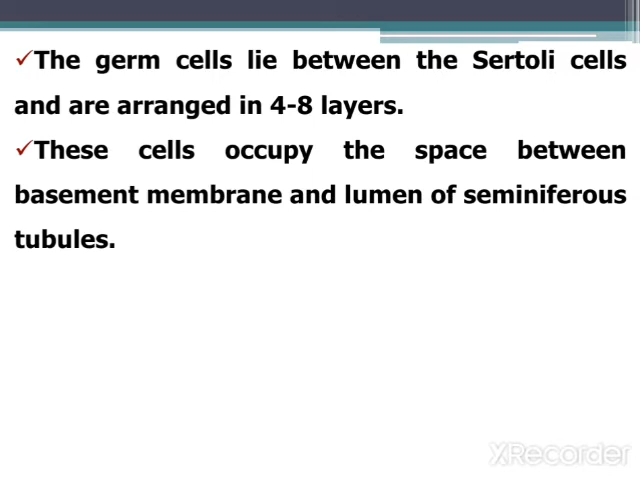 ✓The germ cells lie between the Sertoli cells
and are arranged in 4-8 layers.
✓These cells occupy the space between
basement membrane and lumen of seminiferous
tubules.
XRecorder